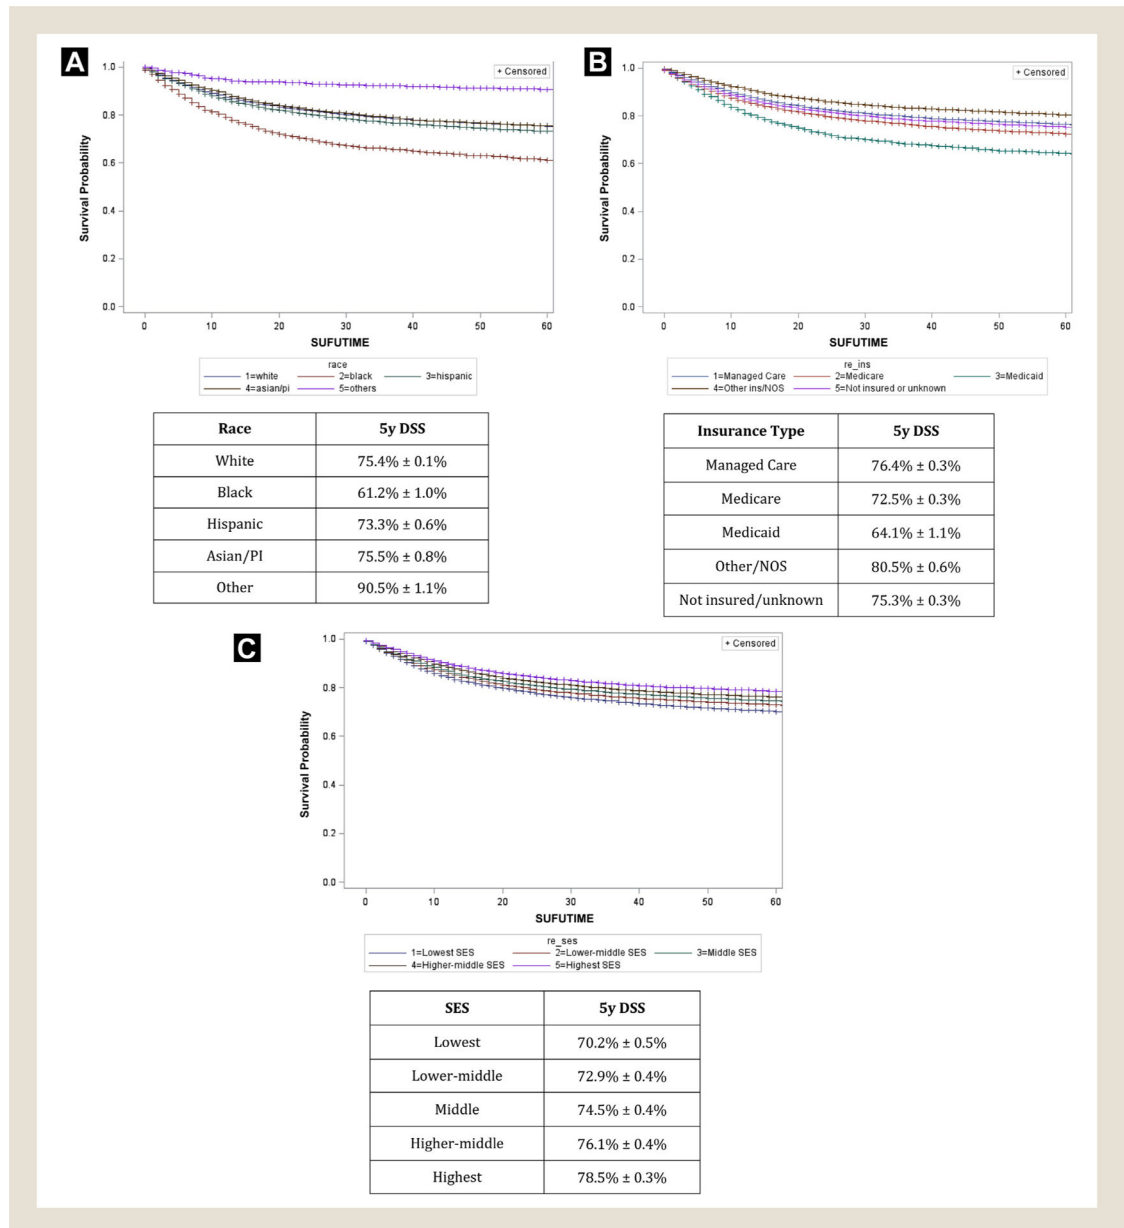 A
+ Censored
1.0
0.8
0.6
0.4
0.2
0.0
Survival Probability
0 10 20 30 40 50 60
SUFUTIME
race
1=white 2=black 3=hispanic
4=asian/pi 5=others
Race 5y DSS
White 75.4% ± 0.1%
Black 61.2% ± 1.0%
Hispanic 73.3% ± 0.6%
Asian/PI 75.5% ± 0.8%
Other 90.5% ± 1.1%
B
+ Censored
1.0
0.8
0.6
0.4
0.2
0.0
Survival Probability
0 10 20 30 40 50 60
SUFUTIME
re_ins
1=Managed Care 2=Medicare 3=Medicaid
4=Other ins/NOS 5=Not insured or unknown
Insurance Type 5y DSS
Managed Care 76.4% ± 0.3%
Medicare 72.5% ± 0.3%
Medicaid 64.1% ± 1.1%
Other/NOS 80.5% ± 0.6%
Not insured/unknown 75.3% ± 0.3%
C
+ Censored
1.0
0.8
0.6
0.4
0.2
0.0
Survival Probability
0 10 20 30 40 50 60
SUFUTIME
re_ses
1=Lowest SES 2=Lower-middle SES 3=Middle SES
4=Higher-middle SES 5=Highest SES
SES 5y DSS
Lowest 70.2% ± 0.5%
Lower-middle 72.9% ± 0.4%
Middle 74.5% ± 0.4%
Higher-middle 76.1% ± 0.4%
Highest 78.5% ± 0.3%